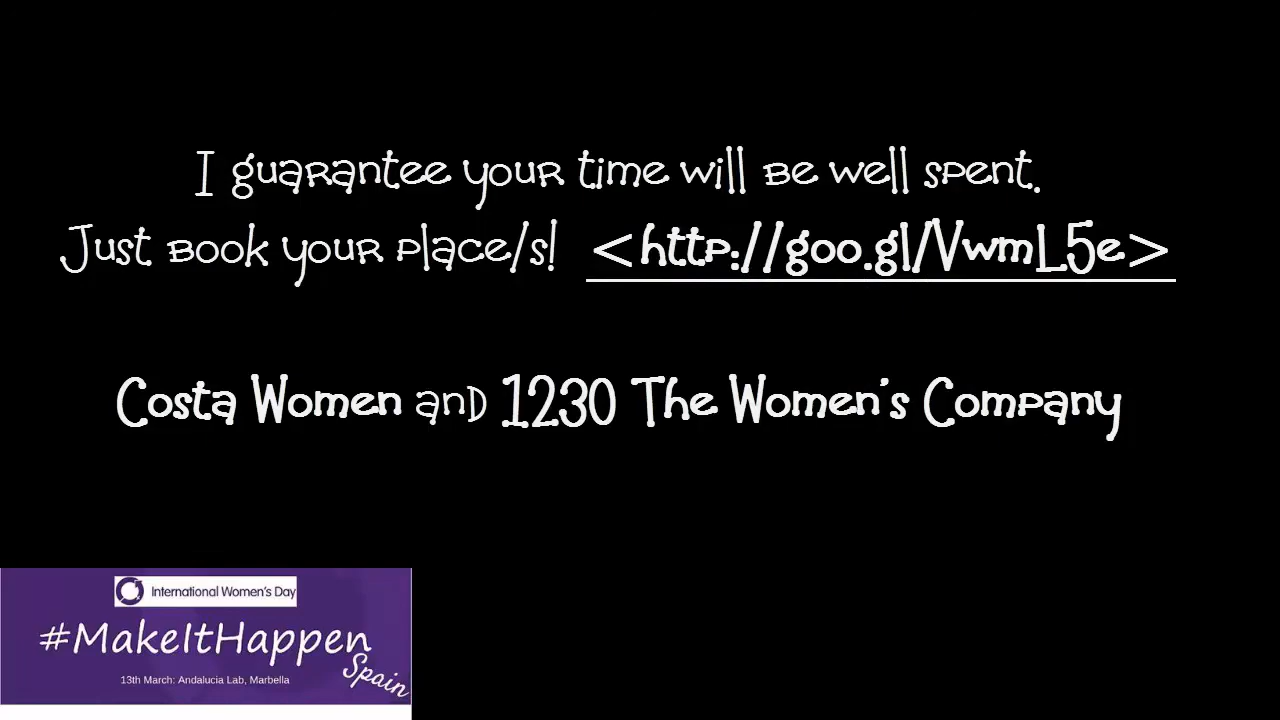 I guarantee your time will be well spent.
Just book your place/s! <http://goo.gl/VwmL5e>
Costa Women and 1230 The Women's Company
International Women's Day
#MakeItHappen
Spain
13th March: Andalucia Lab, Marbella